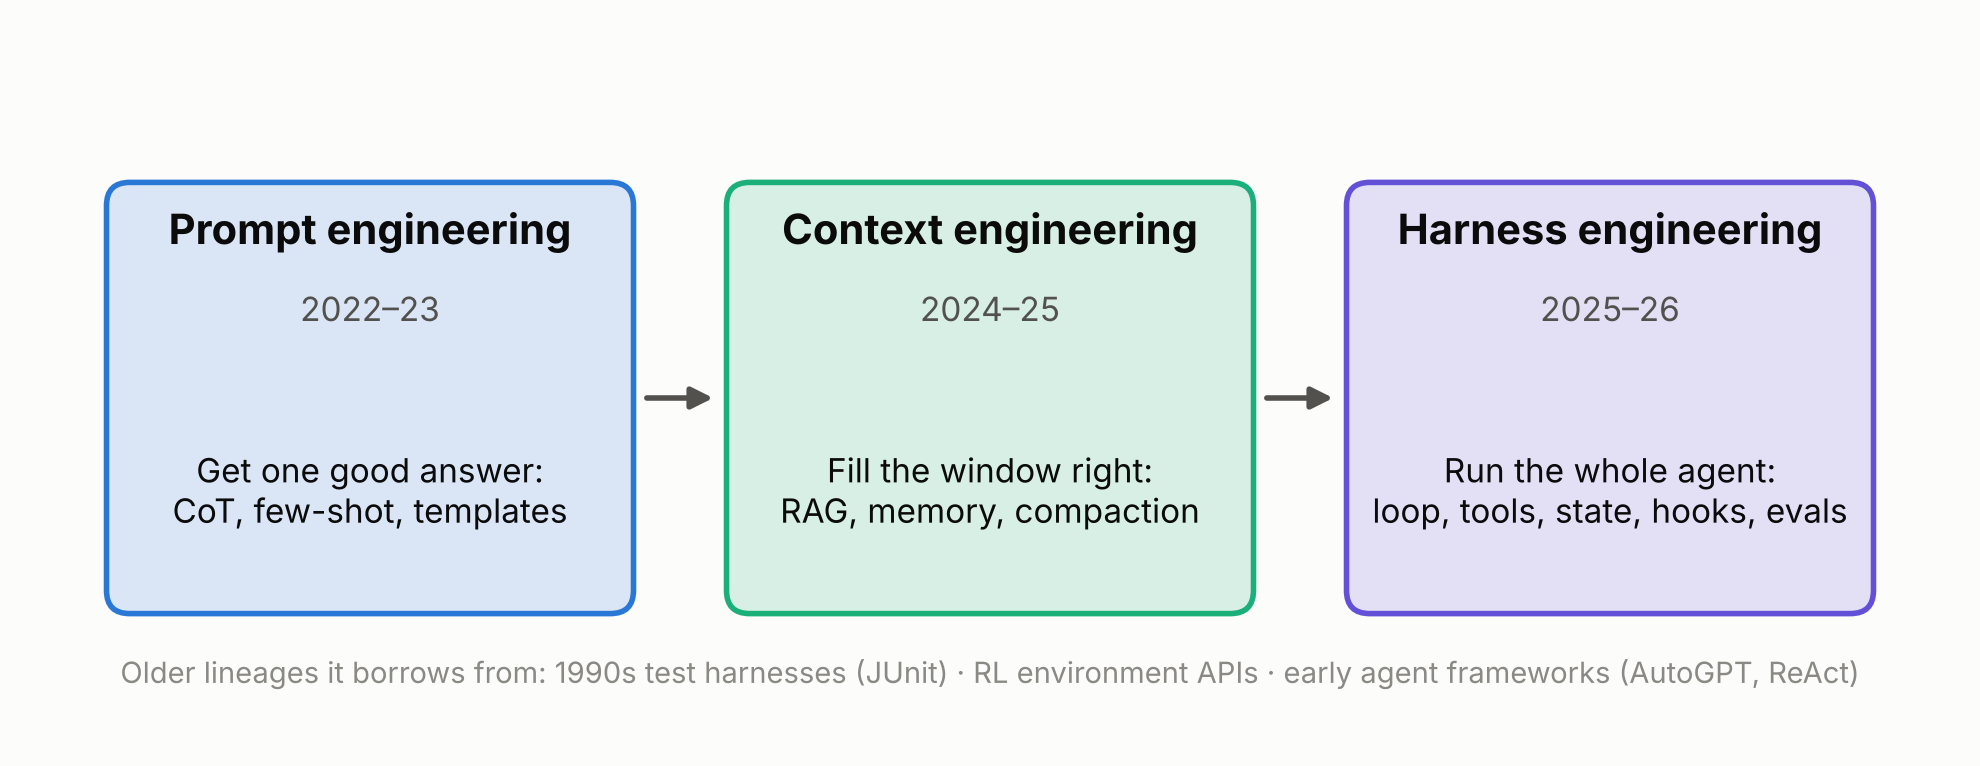 Prompt engineering
2022–23
Get one good answer:
CoT, few-shot, templates
Context engineering
2024–25
Fill the window right:
RAG, memory, compaction
Harness engineering
2025–26
Run the whole agent:
loop, tools, state, hooks, evals
Older lineages it borrows from: 1990s test harnesses (JUnit) · RL environment APIs · early agent frameworks (AutoGPT, ReAct)